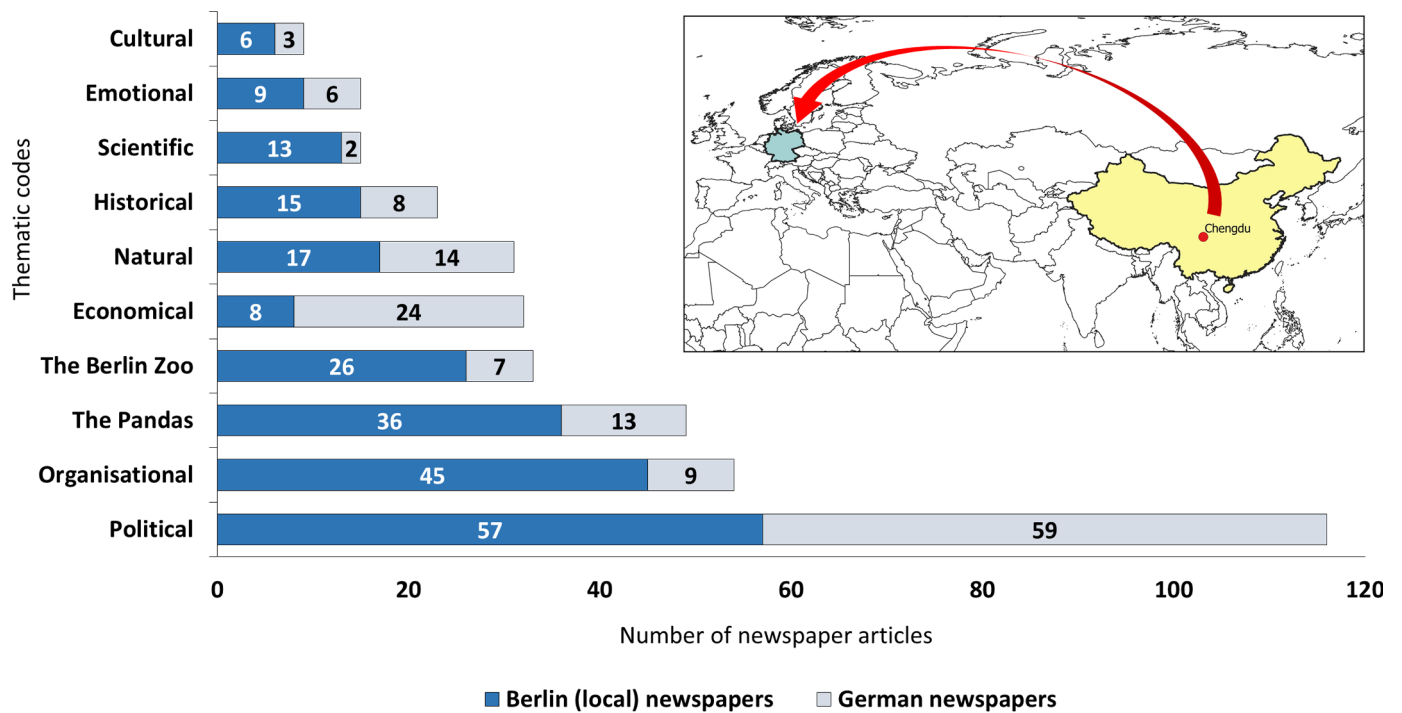 Thematic codes
Cultural 6 3
Emotional 9 6
Scientific 13 2
Historical 15 8
Natural 17 14
Economical 8 24
The Berlin Zoo 26 7
The Pandas 36 13
Organisational 45 9
Political 57 59
0 20 40 60 80 100 120
Number of newspaper articles
Berlin (local) newspapers German newspapers
Chengdu